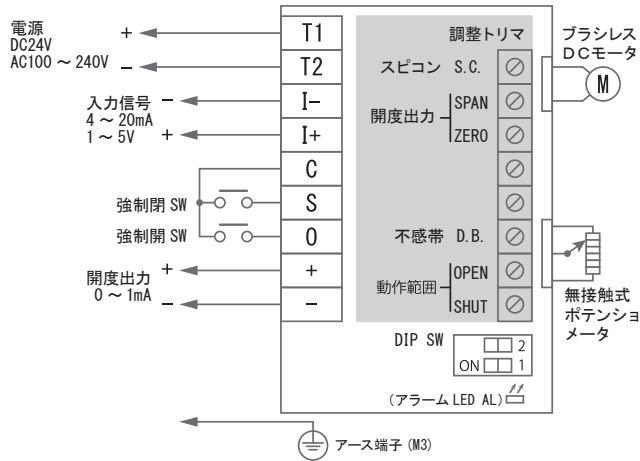 電源
DC24V
AC100 ~ 240V
+
−
T1
T2
入力信号
4 ~ 20mA
1 ~ 5V
−
+
I−
I+
C
S
O
強制閉 SW
強制開 SW
開度出力
0 ~ 1mA
+
−
+
−
調整トリマ
スピコン S.C.
開度出力
SPAN
ZERO
不感帯 D.B.
動作範囲
OPEN
SHUT
DIP SW
2
ON 1
(アラーム LED AL)
ブラシレス
DCモータ
M
無接触式
ポテンショ
メータ
アース端子 (M3)